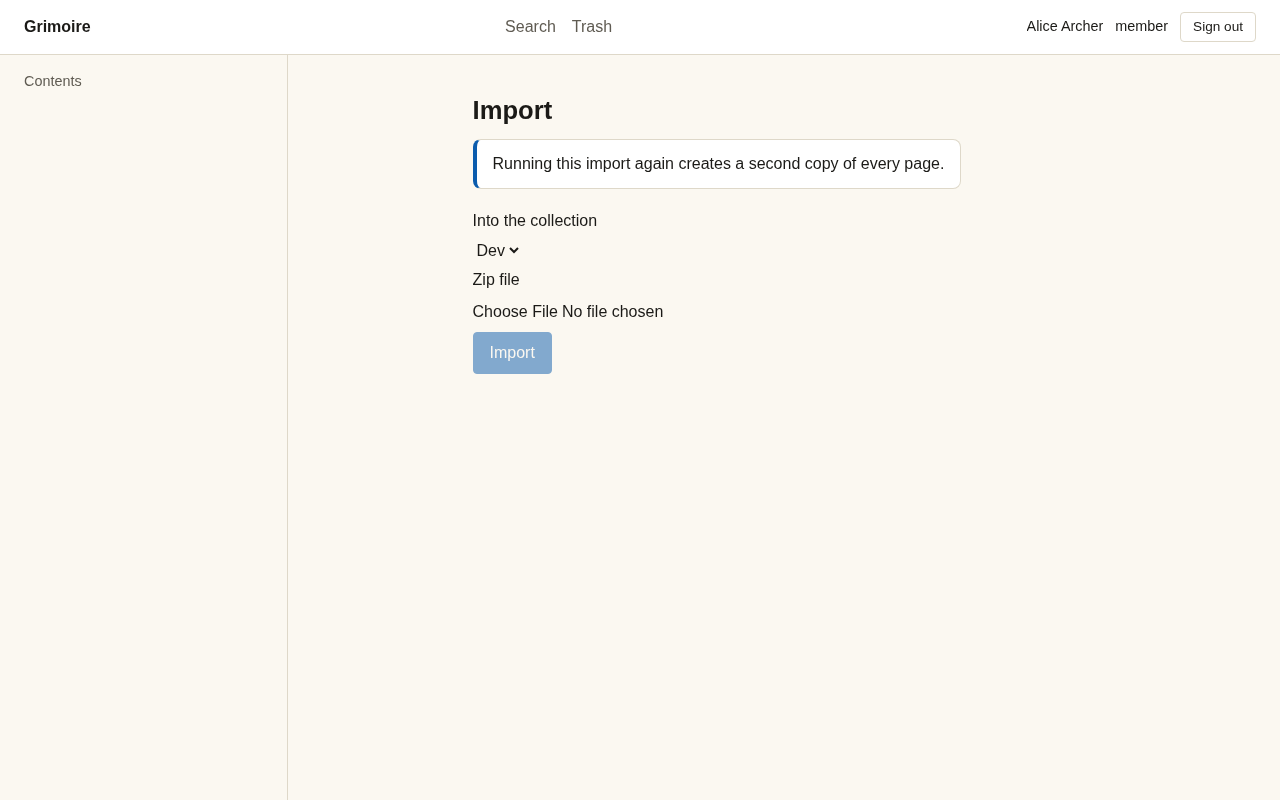 Grimoire
Search Trash
Alice Archer member Sign out
Contents
Import
Running this import again creates a second copy of every page.
Into the collection
Dev
Zip file
Choose File No file chosen
Import